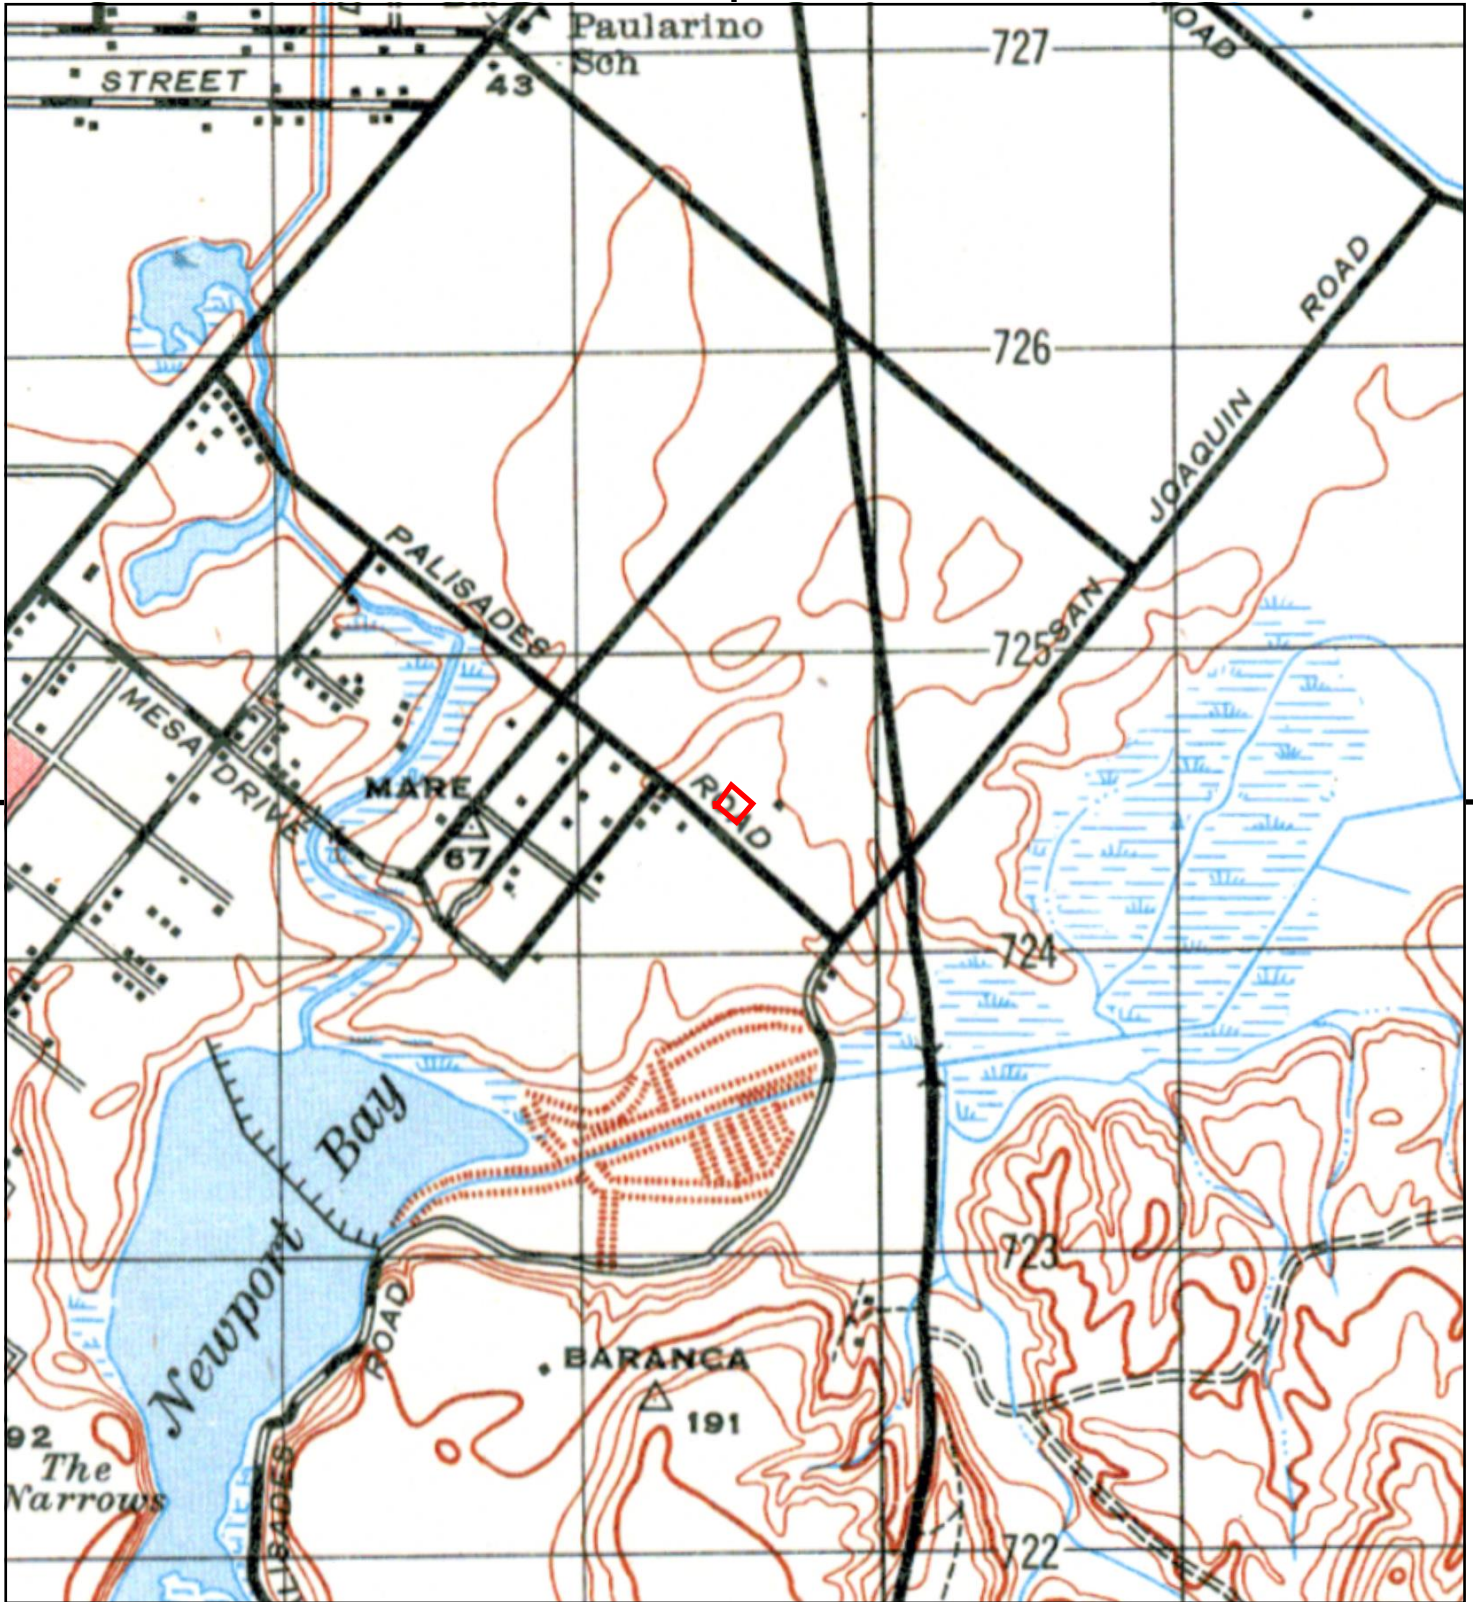 Paularino
Sch
727
ROAD
STREET
43
ROAD
726
JOAQUIN
PALISADES
SAN
725
MESA DRIVE
MARE
67
ROAD
724
Bay
Newport
723
ROAD
BARANCA
191
92
The
Narrows
722